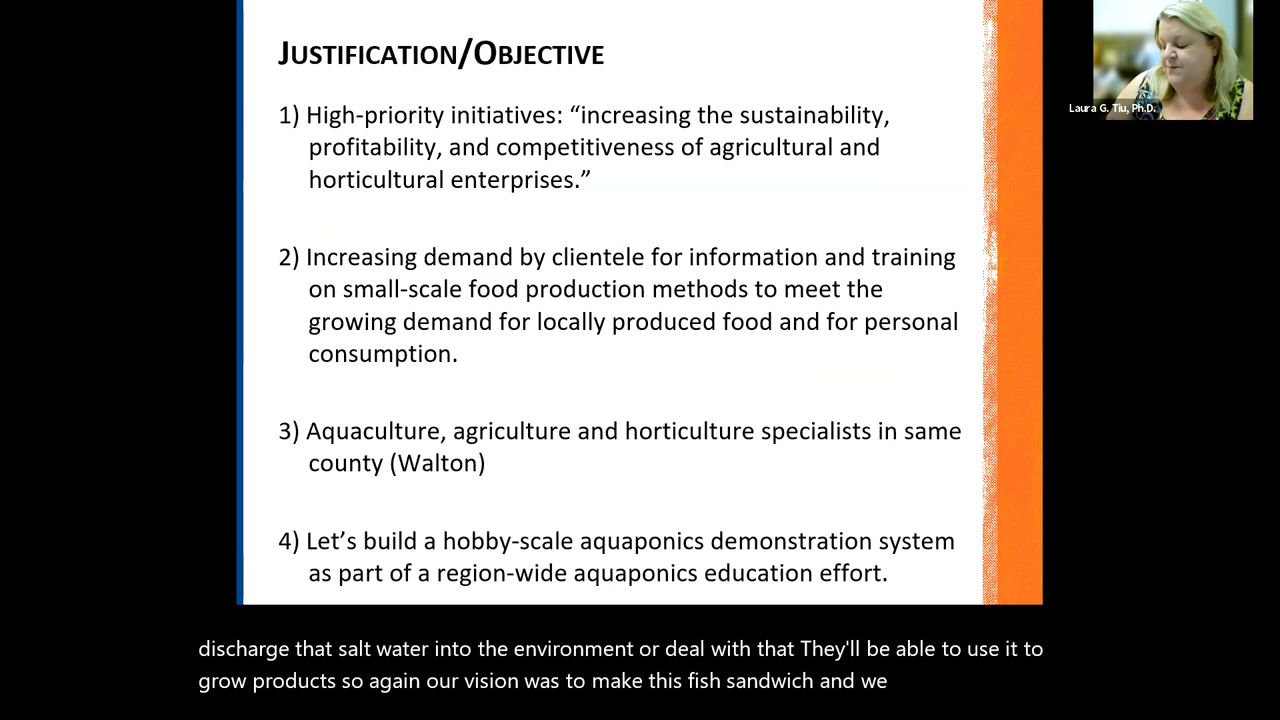 JUSTIFICATION/OBJECTIVE
1) High-priority initiatives: “increasing the sustainability,
profitability, and competitiveness of agricultural and
horticultural enterprises.”
2) Increasing demand by clientele for information and training
on small-scale food production methods to meet the
growing demand for locally produced food and for personal
consumption.
3) Aquaculture, agriculture and horticulture specialists in same
county (Walton)
4) Let’s build a hobby-scale aquaponics demonstration system
as part of a region-wide aquaponics education effort.
Laura G. Tiu, Ph.D.
discharge that salt water into the environment or deal with that They'll be able to use it to
grow products so again our vision was to make this fish sandwich and we